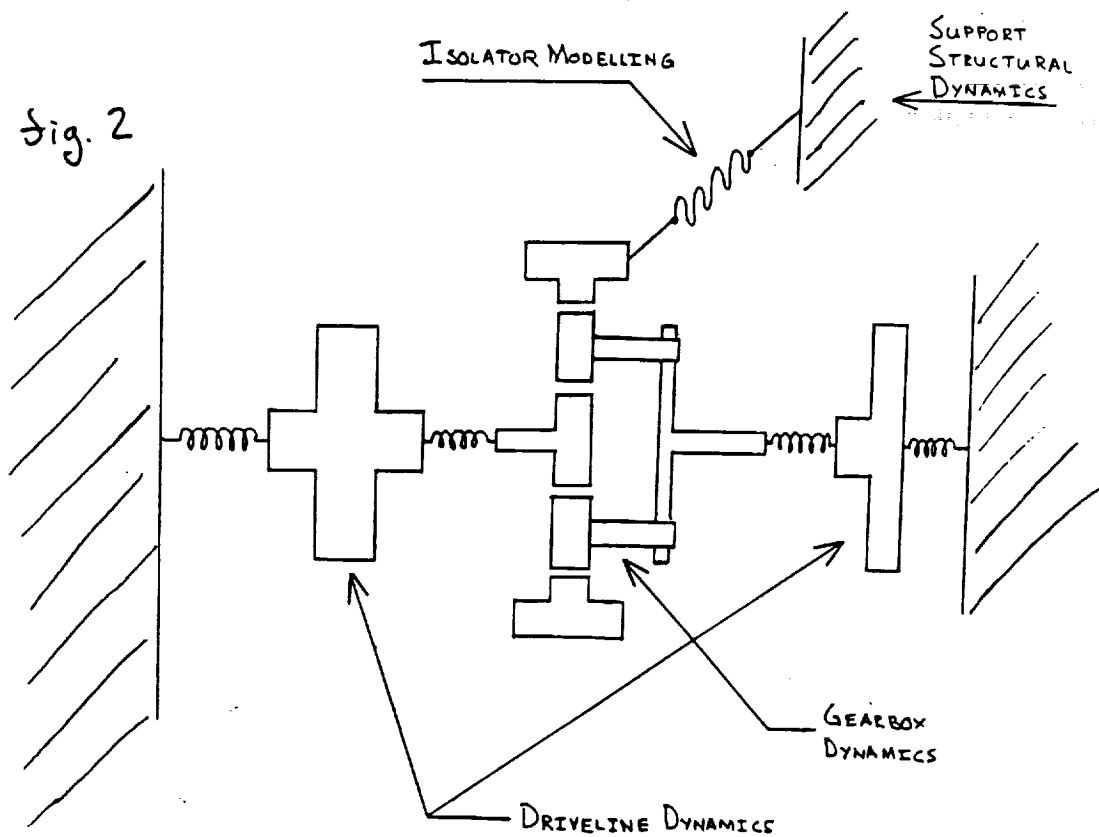 ISOLATOR MODELLING
SUPPORT
STRUCTURAL
DYNAMICS
fig. 2
GEARBOX
DYNAMICS
DRIVELINE DYNAMICS